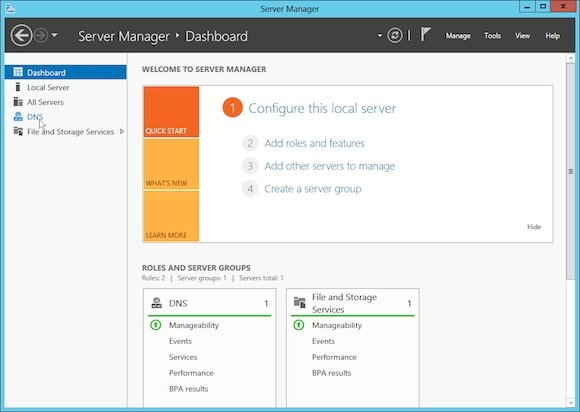 Server Manager
Server Manager ‣ Dashboard
Manage Tools View Help
Dashboard
Local Server
All Servers
DNS
File and Storage Services
WELCOME TO SERVER MANAGER
QUICK START
WHAT'S NEW
LEARN MORE
1 Configure this local server
2 Add roles and features
3 Add other servers to manage
4 Create a server group
Hide
ROLES AND SERVER GROUPS
Roles: 2 | Server groups: 1 | Servers total: 1
DNS 1
Manageability
Events
Services
Performance
BPA results
File and Storage
Services 1
Manageability
Events
Performance
BPA results